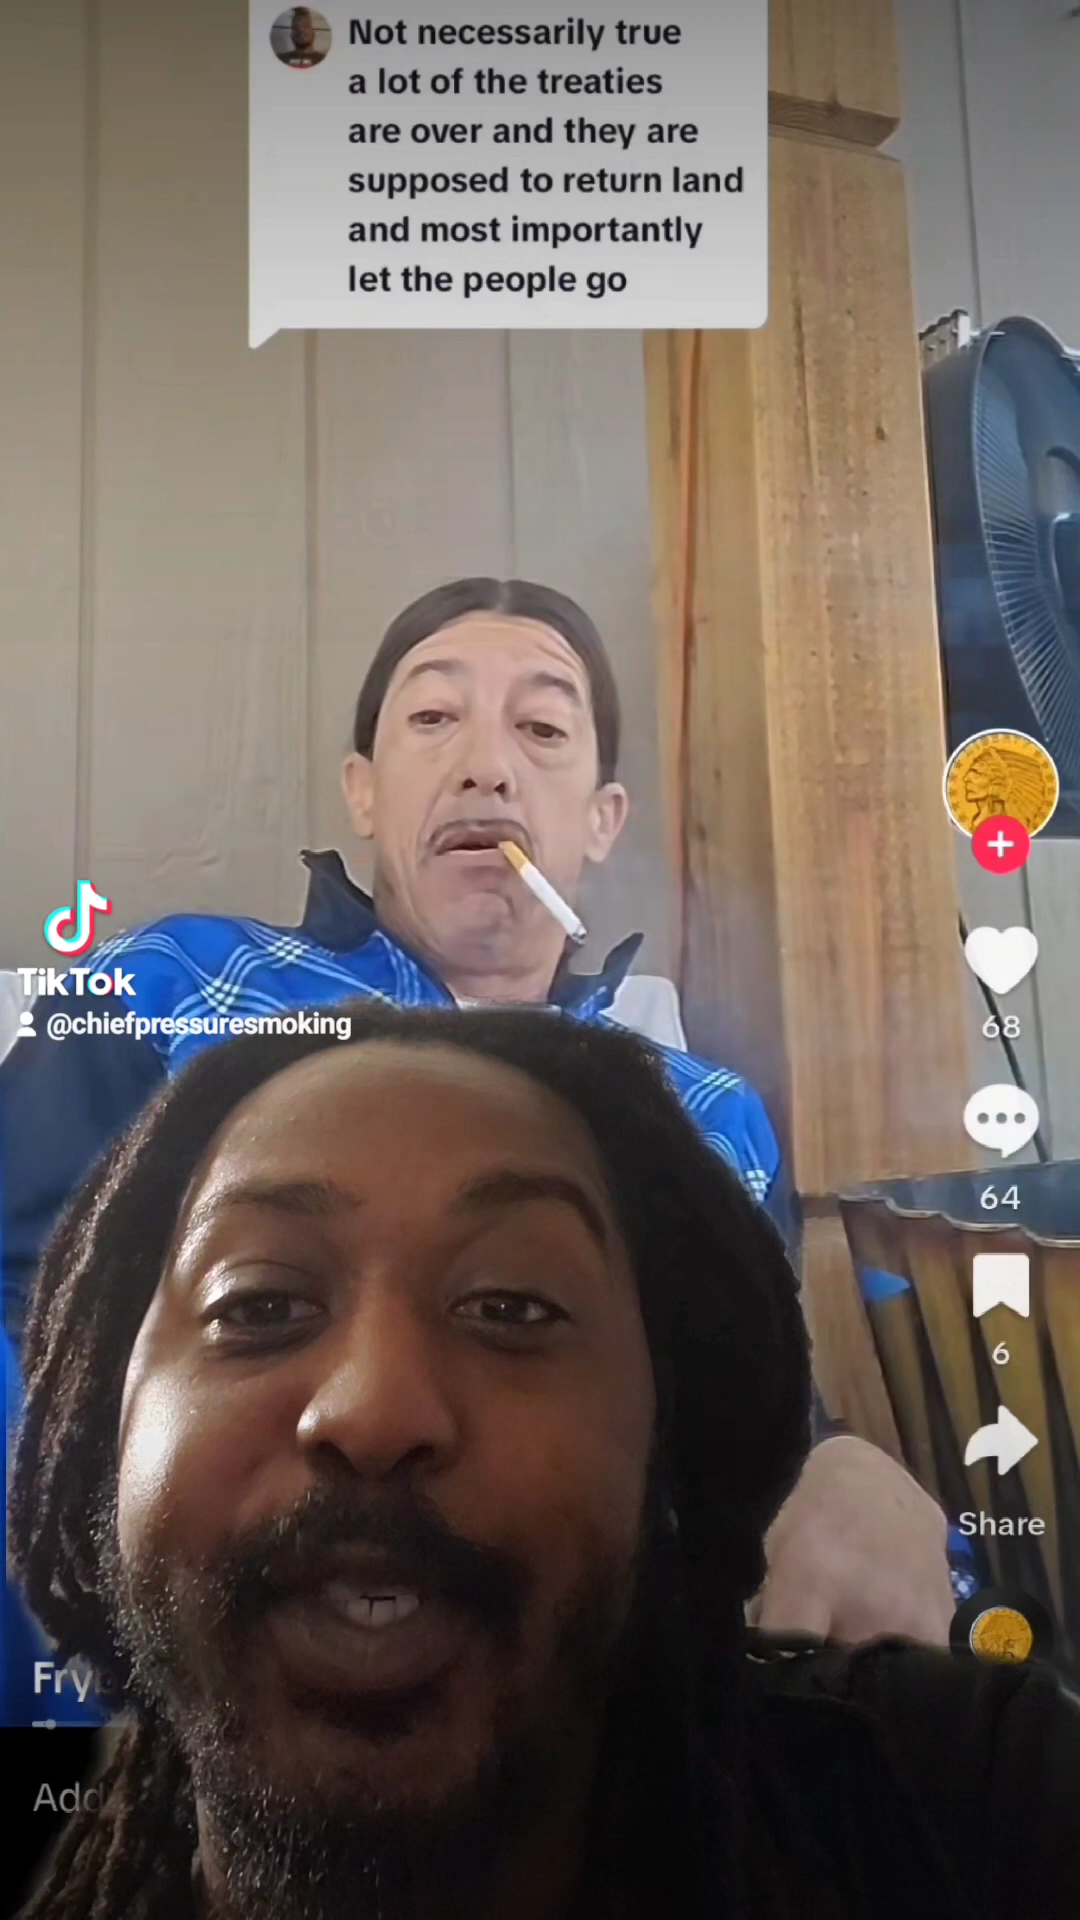 Not necessarily true
a lot of the treaties
are over and they are
supposed to return land
and most importantly
let the people go
TikTok
@chiefpressuresmoking
68
64
6
Share